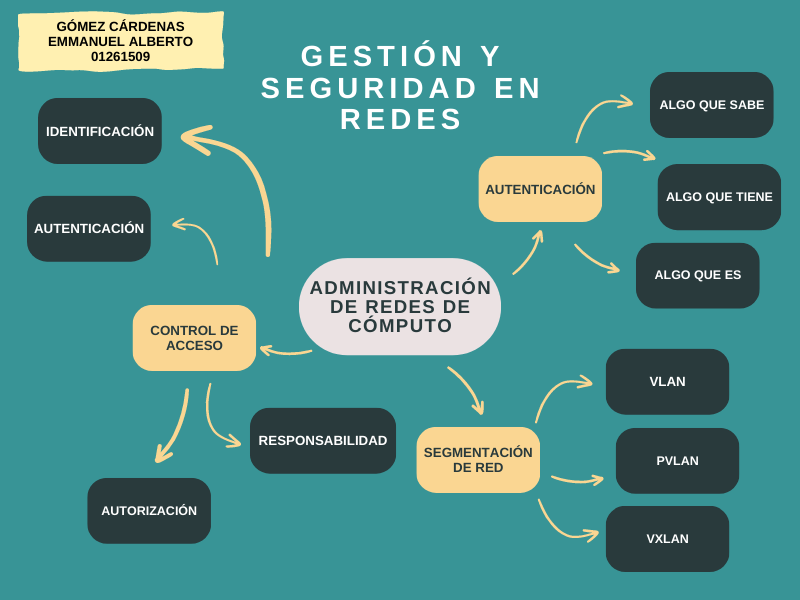 GÓMEZ CÁRDENAS
EMMANUEL ALBERTO
01261509
GESTIÓN Y
SEGURIDAD EN
REDES
IDENTIFICACIÓN
AUTENTICACIÓN
CONTROL DE
ACCESO
RESPONSABILIDAD
AUTORIZACIÓN
ADMINISTRACIÓN
DE REDES DE
CÓMPUTO
AUTENTICACIÓN
ALGO QUE SABE
ALGO QUE TIENE
ALGO QUE ES
SEGMENTACIÓN
DE RED
VLAN
PVLAN
VXLAN